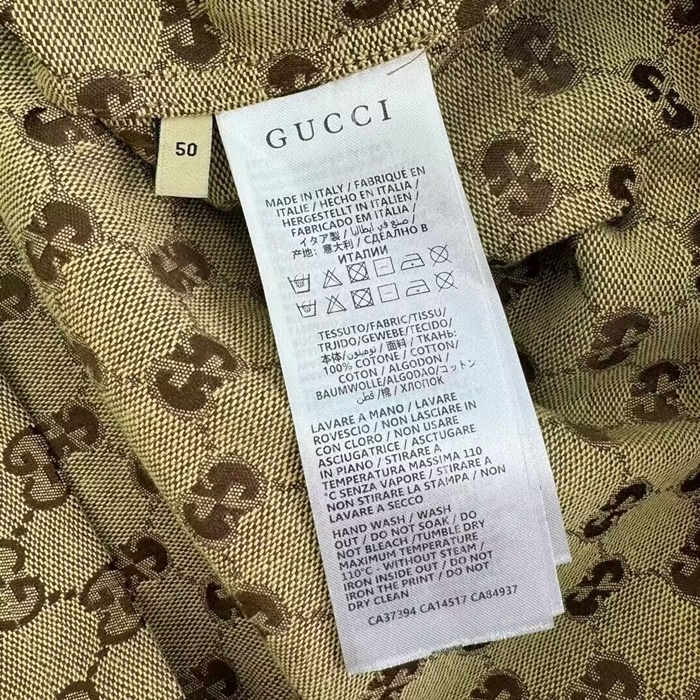 50
GUCCI
MADE IN ITALY / FABRIQUÉ EN
ITALIE / HECHO EN ITALIA /
HERGESTELLT IN ITALIEN /
FABRICADO EM ITALIA /
イタリア製 / صنع في ايطاليا /
产地: 意大利 / СДЕАЛНО В
ИТАЛИИ
TESSUTO/FABRIC/TISSU/
TRJIDO/GEWEBE/TECIDO/
本体/نومبلون/ 面料 / ТКАНЬ:
100% COTONE / COTTON/
COTON / ALGODON /
BAUMWOLLE/ALGODAO/コットン
قطن /棉 / ХЛОПОК
LAVARE A MANO / LAVARE
ROVESCIO / NON LASCIARE IN
CON CLORO / NON USARE
ASCIUGATRICE / ASCTUGARE
IN PIANO / STIRARE A
TEMPERATURA MASSIMA 110
°C SENZA VAPORE / STIRARE A
NON STIRARE LA STAMPA / NON
LAVARE A SECCO
HAND WASH / WASH
OUT / DO NOT SOAK / DO
NOT BLEACH /TUMBLE DRY
MAXIMUM TEMPERATURE
110°C - WITHOUT STEAM /
IRON INSIDE OUT / DO NOT
IRON THE PRINT / DO NOT
DRY CLEAN
CA37394 CA14517 CA84937